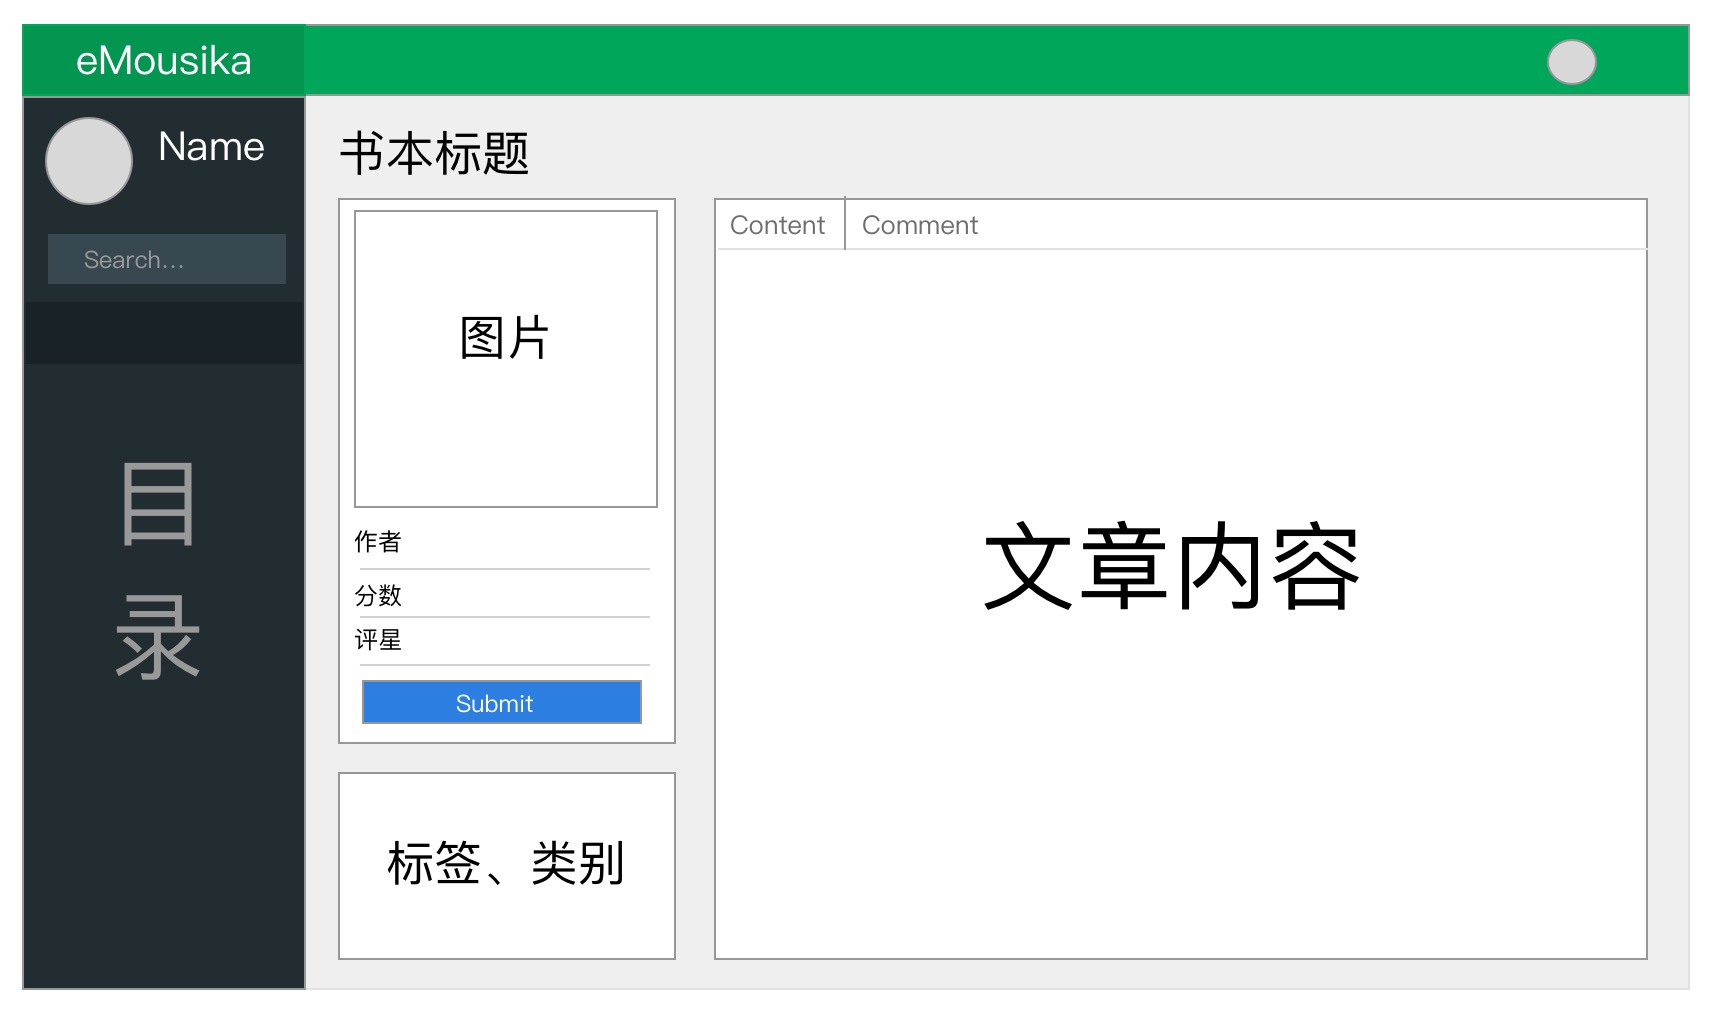 eMousika
Name
Search...
目
录
书本标题
图片
作者
分数
评星
Submit
标签、类别
Content
Comment
文章内容